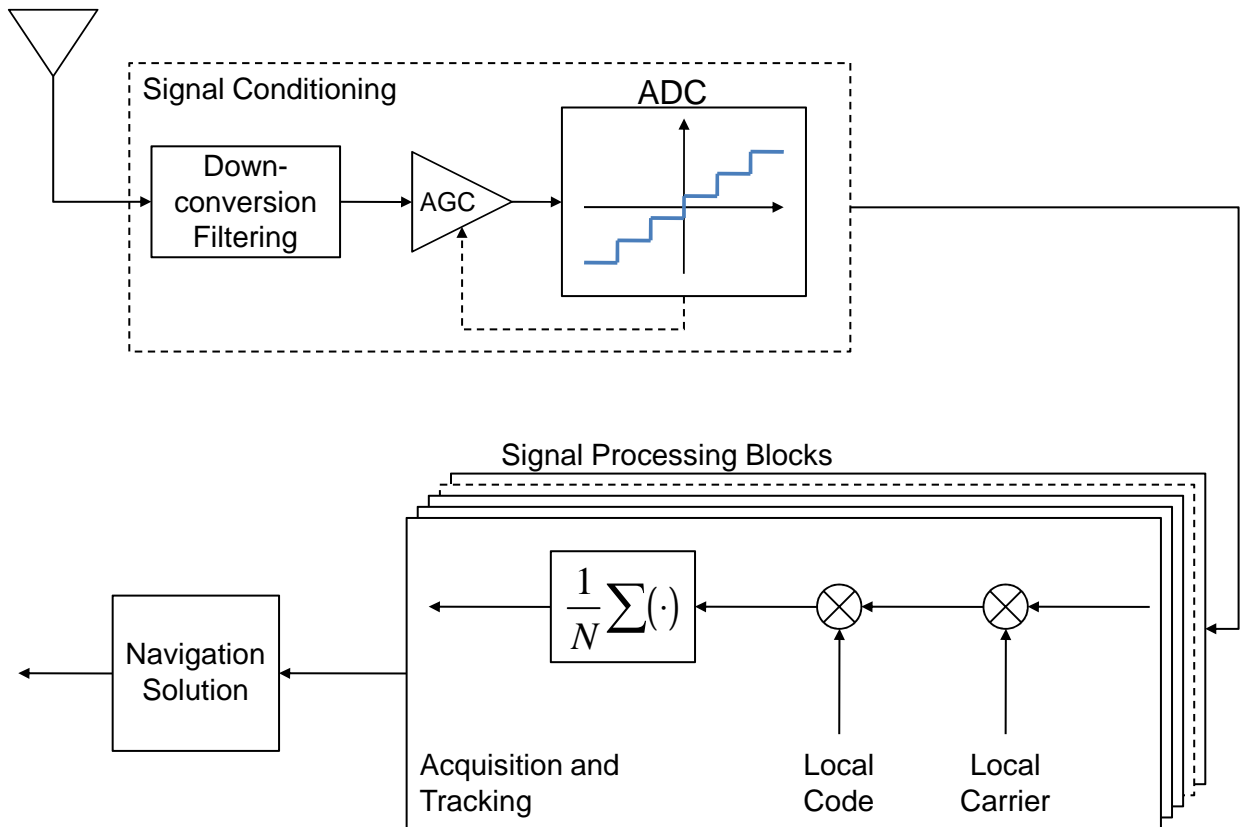 Signal Conditioning
ADC
Down-
conversion
Filtering
AGC
Signal Processing Blocks
1
N
∑(·)
Navigation
Solution
Acquisition and
Tracking
Local
Code
Local
Carrier